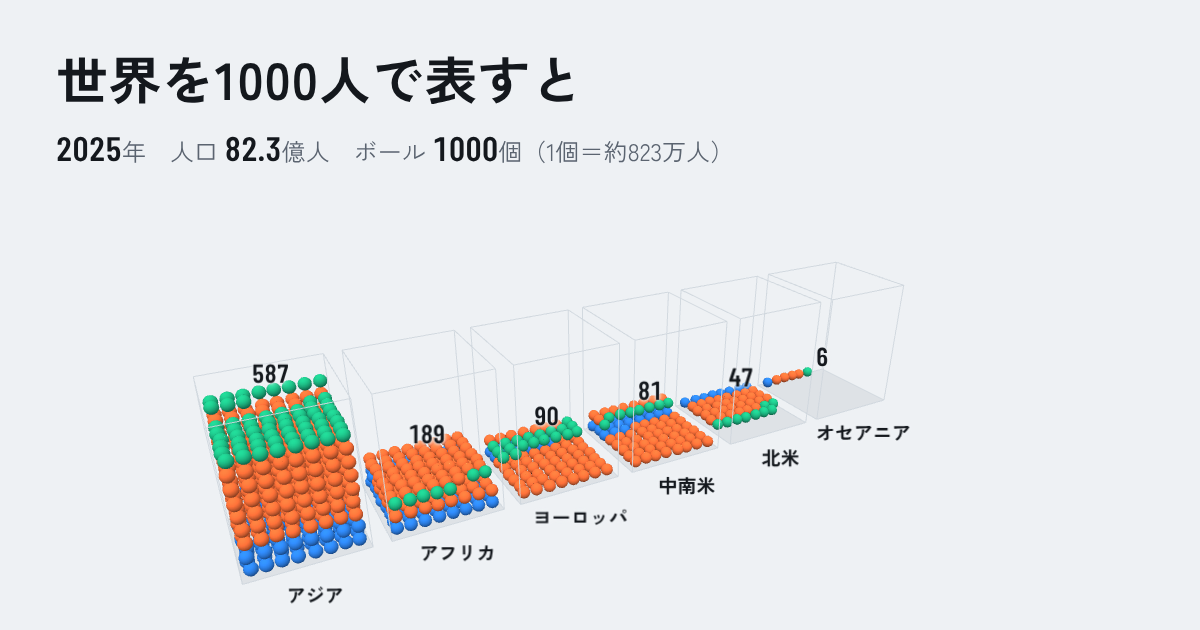 世界を1000人で表すと
2025年 人口 82.3億人 ボール 1000個（1個＝約823万人）
587
189
90
81
47
6
アジア
アフリカ
ヨーロッパ
中南米
北米
オセアニア